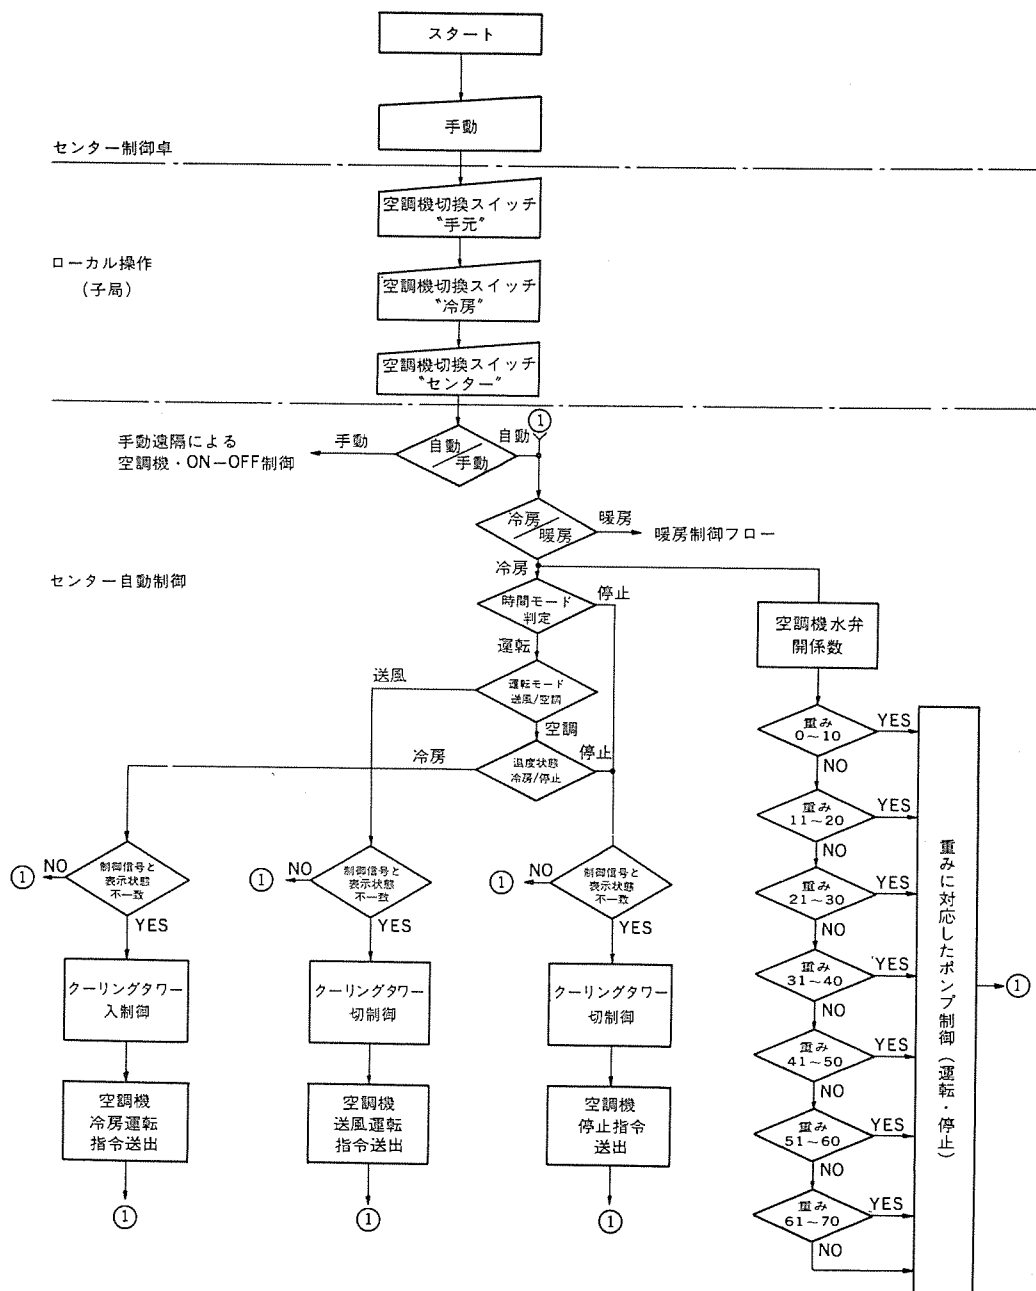 スタート
手動
センター制御卓
空調機切換スイッチ
〝手元〟
ローカル操作
(子局)
空調機切換スイッチ
〝冷房〟
空調機切換スイッチ
〝センター〟
①
手動遠隔による
空調機・ON−OFF制御
手動
自動
手動
自動
冷房
暖房
暖房
暖房制御フロー
センター自動制御
冷房
時間モード
判定
停止
運転
送風
運転モード
送風/空調
空調
冷房
温度状態
冷房/停止
停止
①
NO
制御信号と
表示状態
不一致
YES
クーリングタワー
入制御
空調機
冷房運転
指令送出
①
①
NO
制御信号と
表示状態
不一致
YES
クーリングタワー
切制御
空調機
送風運転
指令送出
①
①
NO
制御信号と
表示状態
不一致
YES
クーリングタワー
切制御
空調機
停止指令
送出
①
空調機水弁
開係数
重み
0〜10
YES
NO
重み
11〜20
YES
NO
重み
21〜30
YES
NO
重み
31〜40
YES
NO
重み
41〜50
YES
NO
重み
51〜60
YES
NO
重み
61〜70
YES
NO
重みに対応したポンプ制御(運転・停止)
①